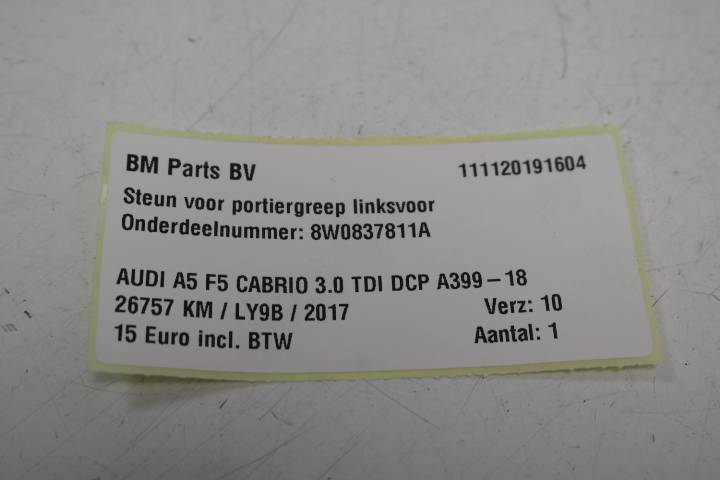 BM Parts BV 111120191604
Steun voor portiergreep linksvoor
Onderdeelnummer: 8W0837811A
AUDI A5 F5 CABRIO 3.0 TDI DCP A399-18
26757 KM / LY9B / 2017 Verz: 10
15 Euro incl. BTW Aantal: 1